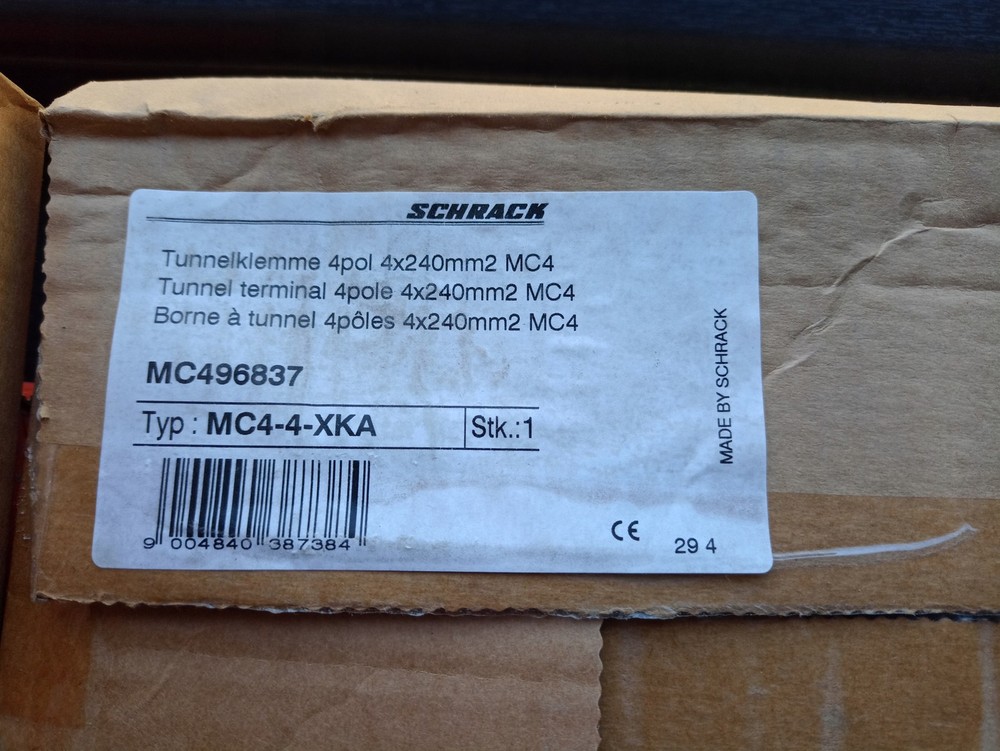 SCHRACK
Tunnelklemme 4pol 4x240mm2 MC4
Tunnel terminal 4pole 4x240mm2 MC4
Borne à tunnel 4pôles 4x240mm2 MC4
MC496837
Typ : MC4-4-XKA Stk.:1
9 004840 387384
CE
29 4
MADE BY SCHRACK